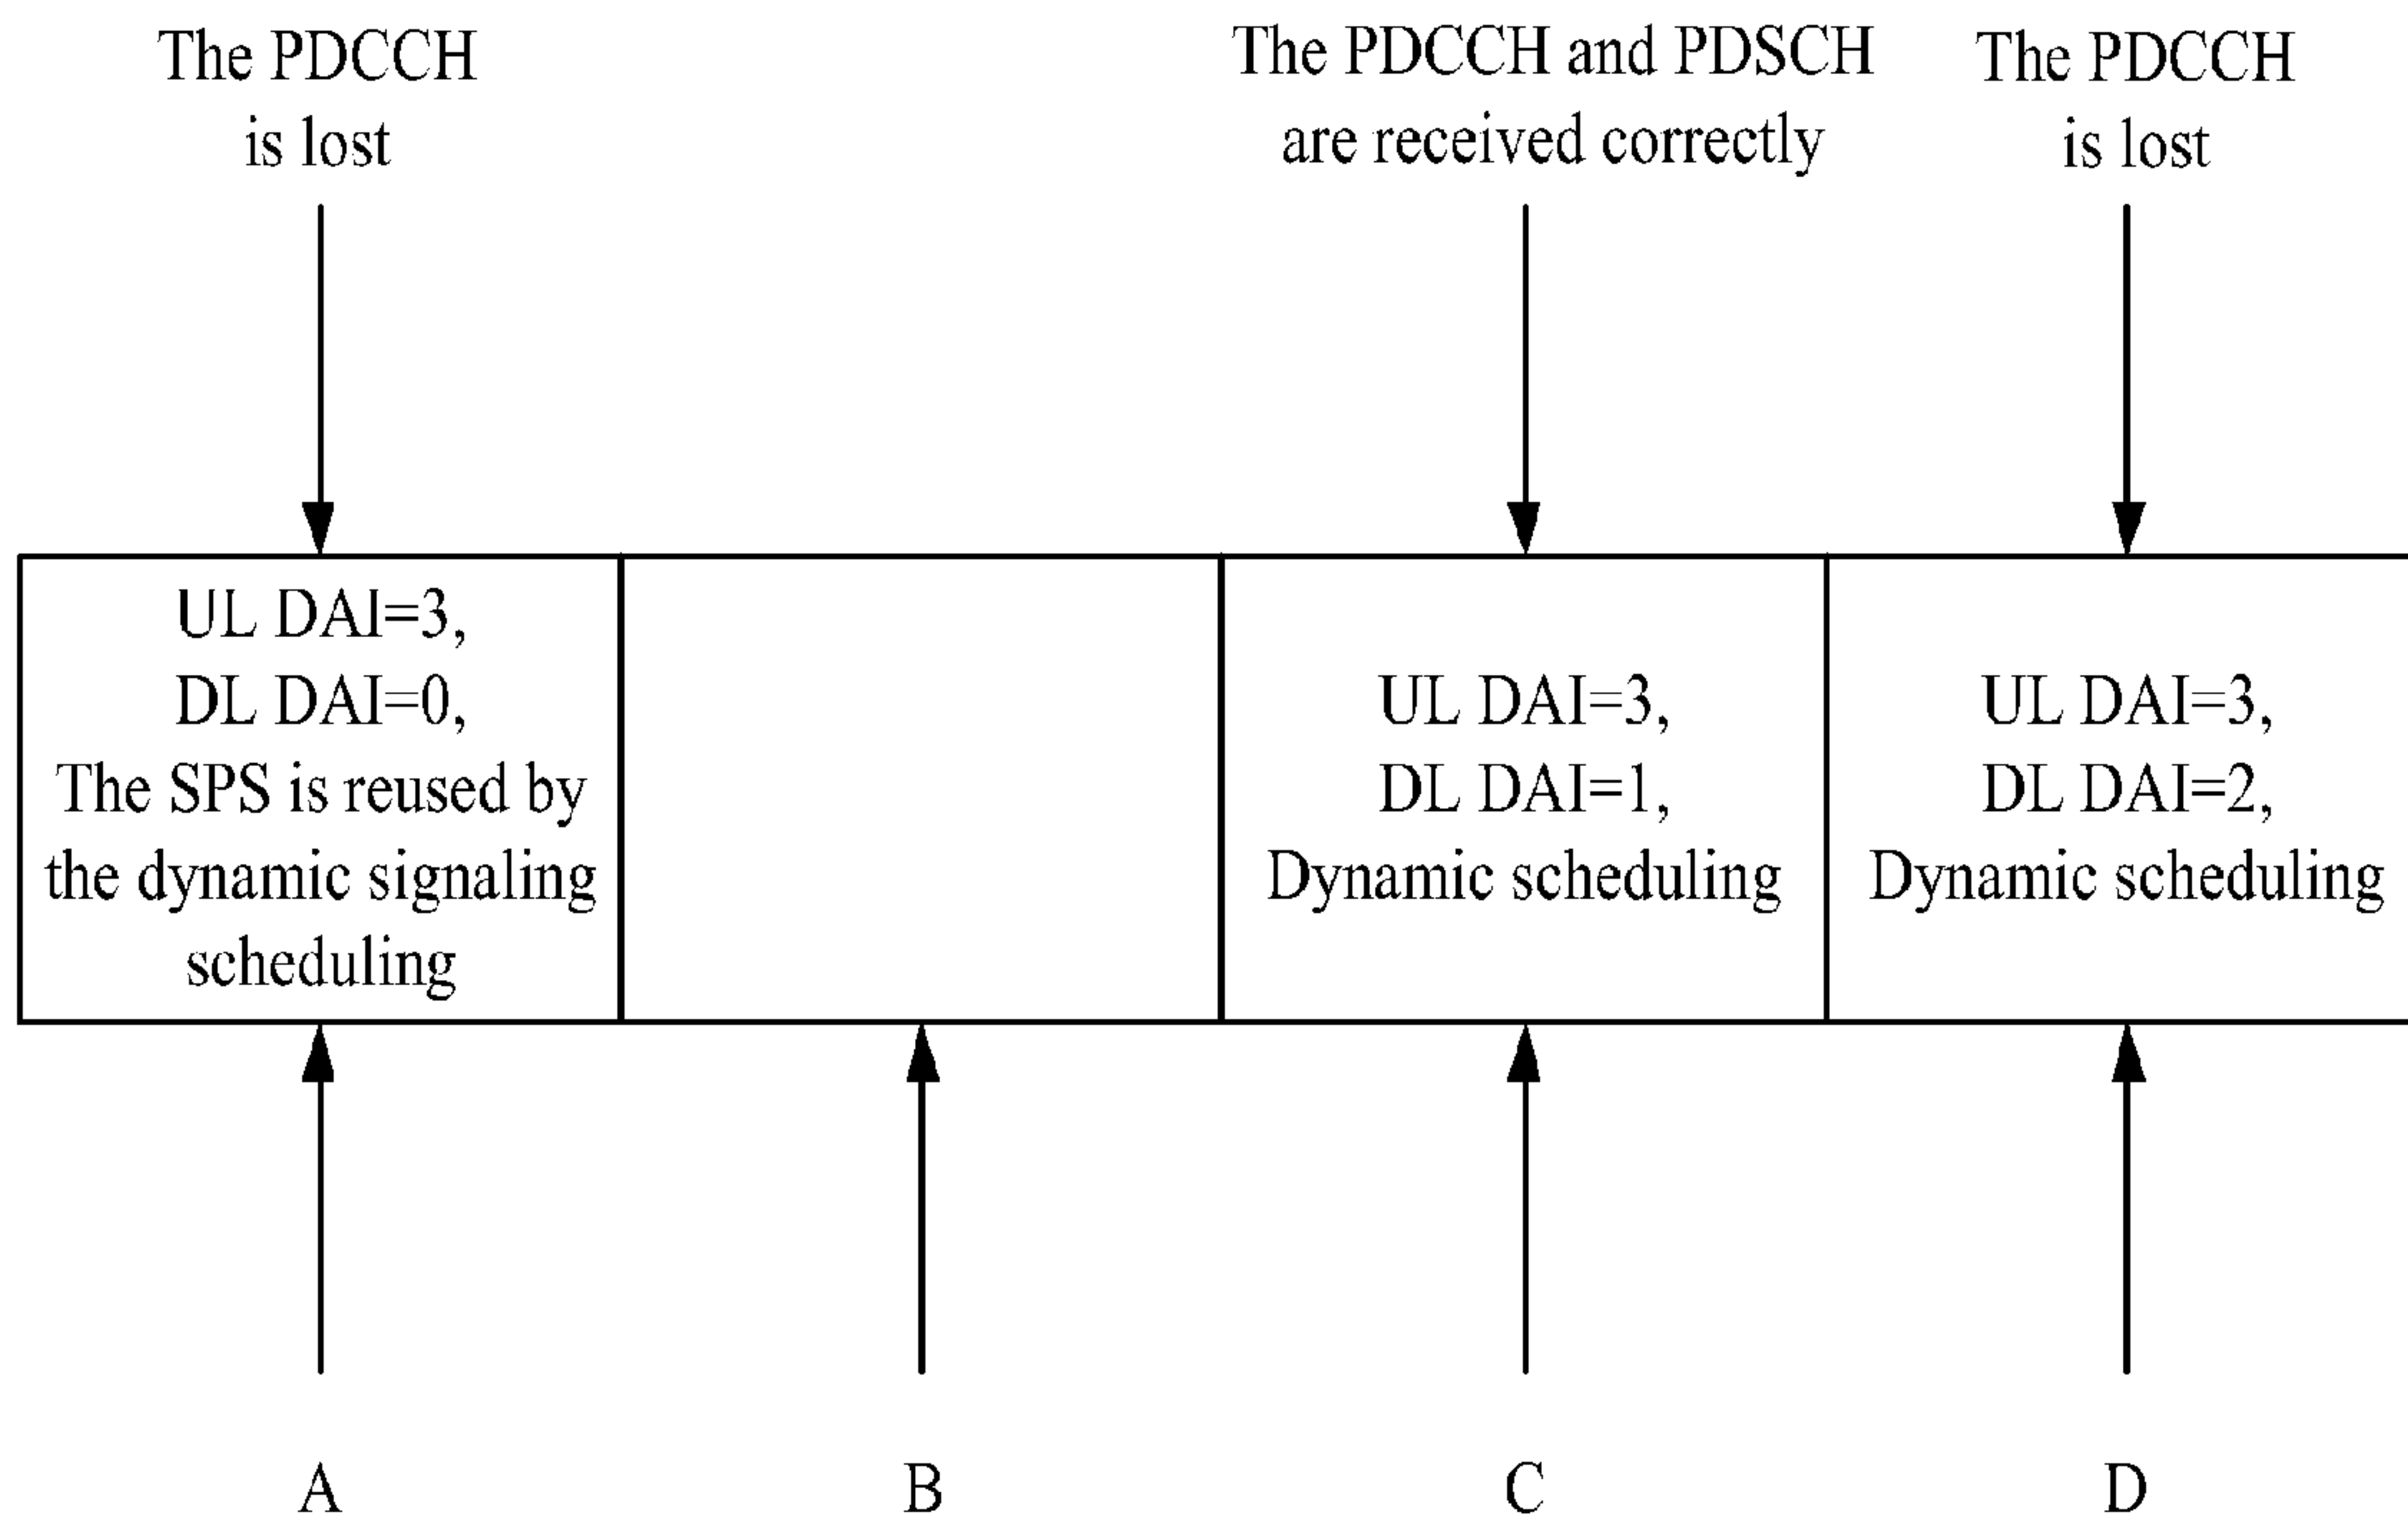 The PDCCH
is lost
The PDCCH and PDSCH
are received correctly
The PDCCH
is lost
UL DAI=3,
DL DAI=0,
The SPS is reused by
the dynamic signaling
scheduling
UL DAI=3,
DL DAI=1,
Dynamic scheduling
UL DAI=3,
DL DAI=2,
Dynamic scheduling
A
B
C
D